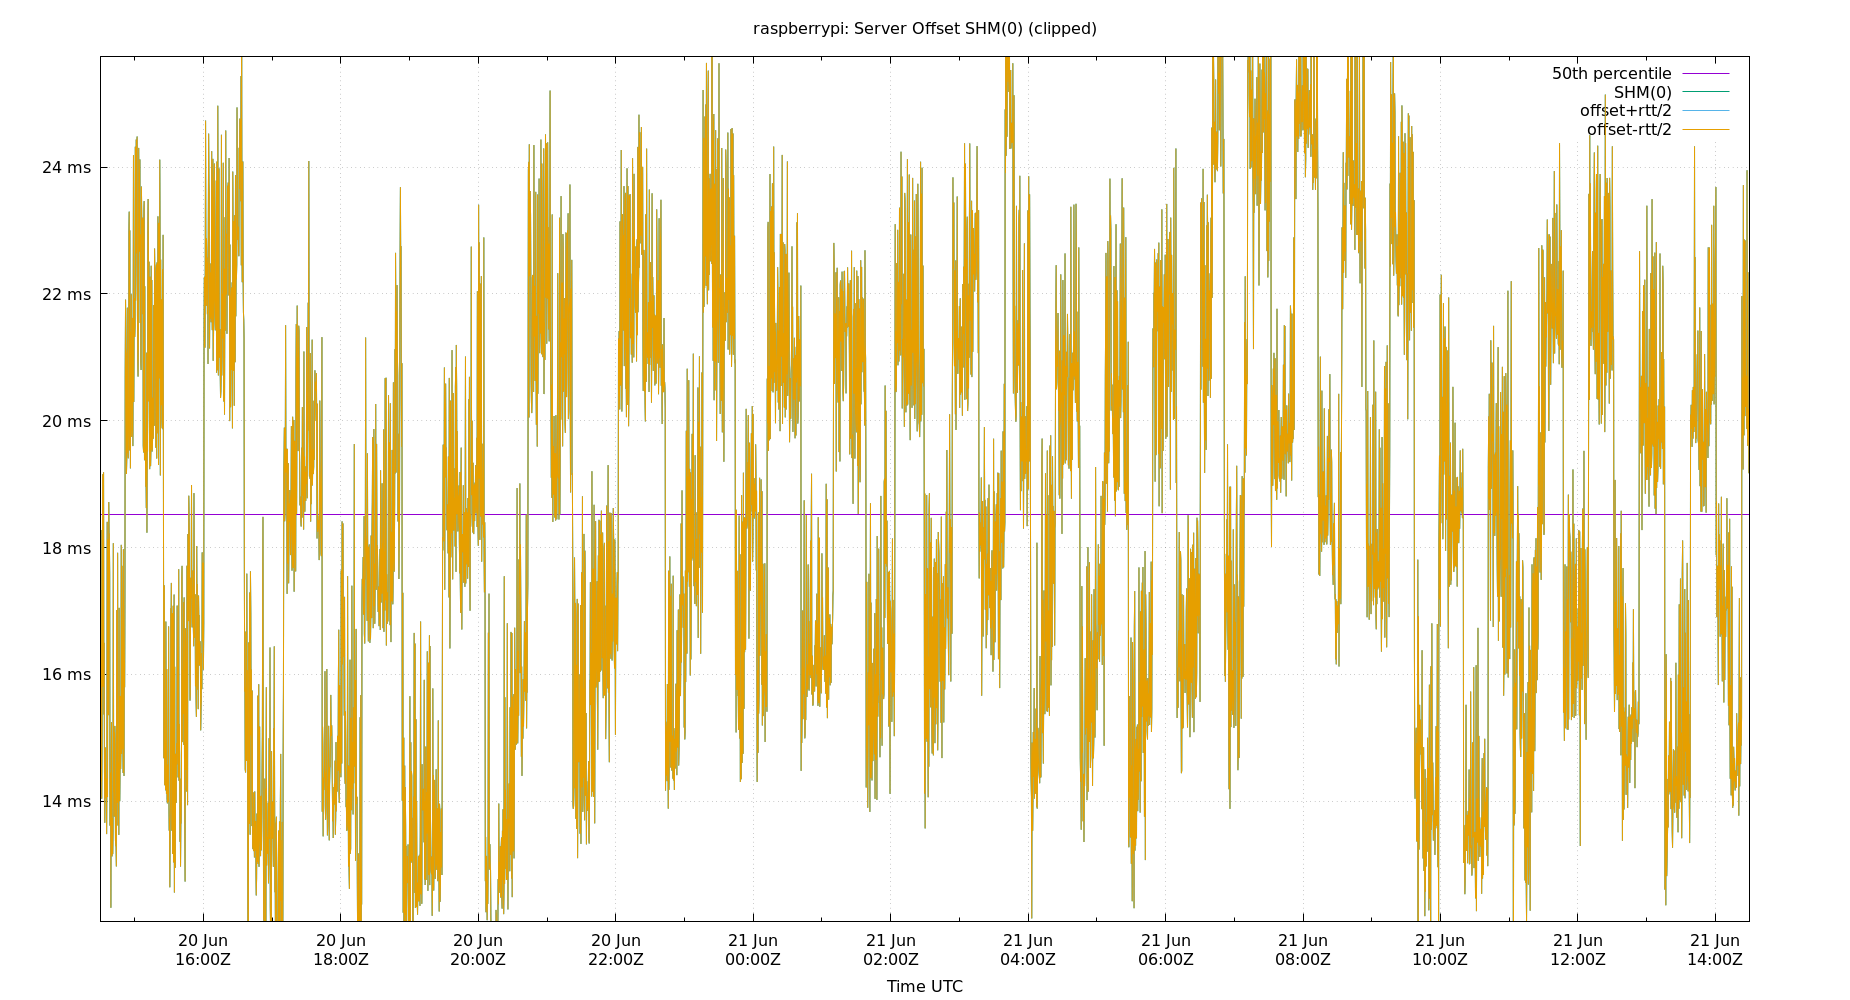 raspberrypi: Server Offset SHM(0) (clipped)
50th percentile
SHM(0)
offset+rtt/2
offset-rtt/2
24 ms
22 ms
20 ms
18 ms
16 ms
14 ms
20 Jun 20 Jun 20 Jun 20 Jun 21 Jun 21 Jun 21 Jun 21 Jun 21 Jun 21 Jun 21 Jun 21 Jun
16:00Z 18:00Z 20:00Z 22:00Z 00:00Z 02:00Z 04:00Z 06:00Z 08:00Z 10:00Z 12:00Z 14:00Z
Time UTC